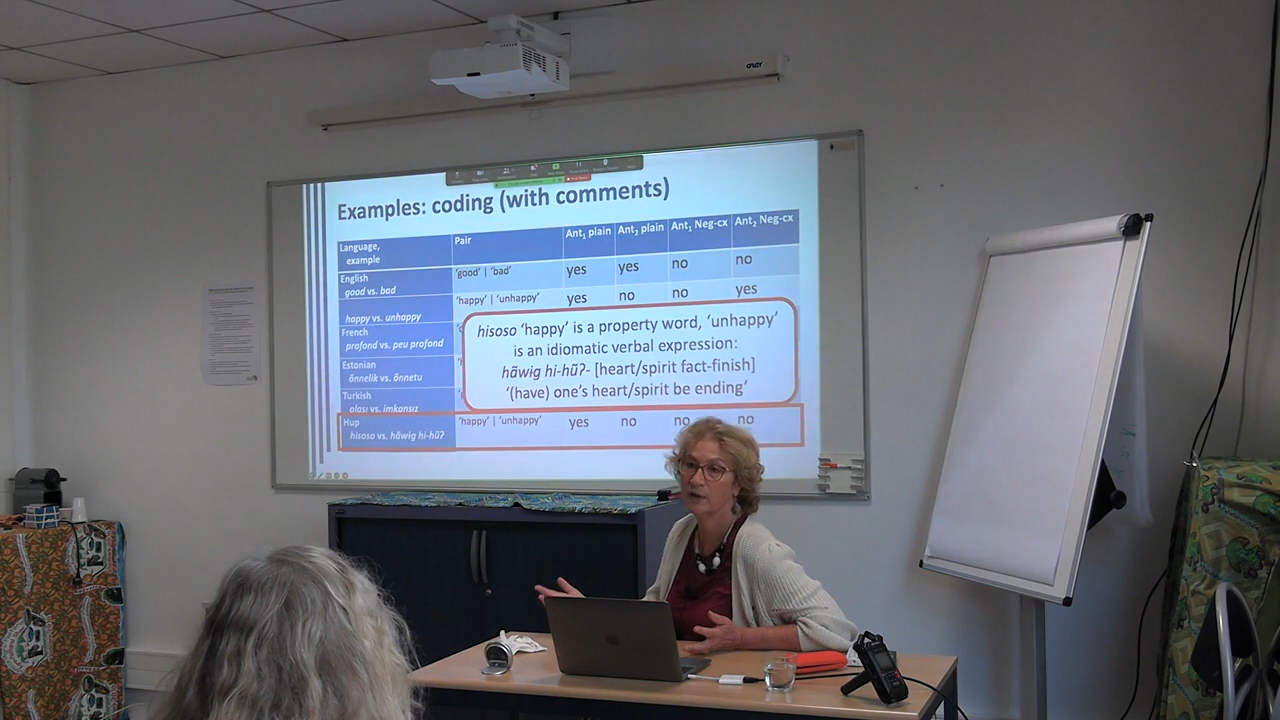 Examples: coding (with comments)
Language, example Pair Ant₁ plain Ant₂ plain Ant₁ Neg-cx Ant₂ Neg-cx
English good vs. bad 'good' | 'bad' yes yes no no
happy vs. unhappy 'happy' | 'unhappy' yes no no yes
French profond vs. peu profond
Estonian õnnelik vs. õnnetu
Turkish olası vs. imkansız
hisoso 'happy' is a property word, 'unhappy'
is an idiomatic verbal expression:
hãwig hi-hũʔ- [heart/spirit fact-finish]
'(have) one's heart/spirit be ending'
Hup hisoso vs. hãwig hi-hũʔ 'happy' | 'unhappy' yes no no no